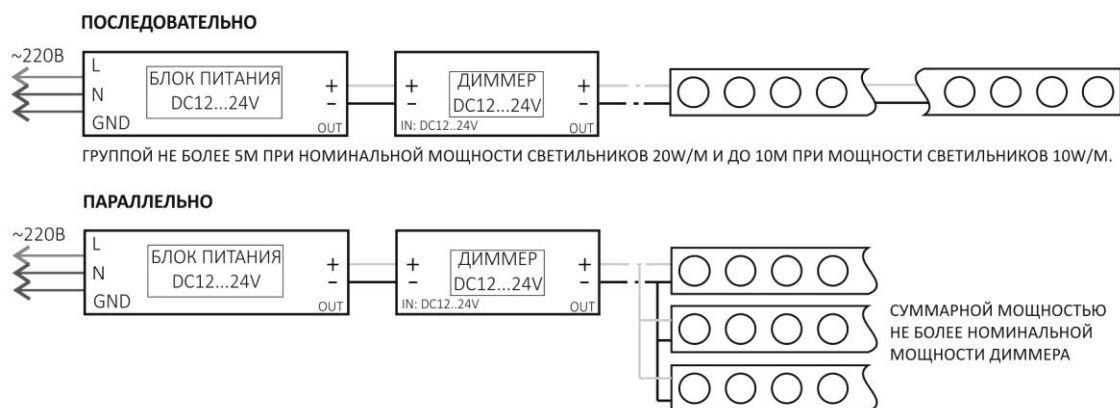 ПОСЛЕДОВАТЕЛЬНО
~220В
L
N
GND
БЛОК ПИТАНИЯ
DC12...24V
+
-
OUT
+
-
IN: DC12..24V
ДИММЕР
DC12...24V
+
-
OUT
ГРУППОЙ НЕ БОЛЕЕ 5М ПРИ НОМИНАЛЬНОЙ МОЩНОСТИ СВЕТИЛЬНИКОВ 20W/М И ДО 10М ПРИ МОЩНОСТИ СВЕТИЛЬНИКОВ 10W/М.
ПАРАЛЛЕЛЬНО
~220В
L
N
GND
БЛОК ПИТАНИЯ
DC12...24V
+
-
OUT
+
-
IN: DC12..24V
ДИММЕР
DC12...24V
+
-
OUT
СУММАРНОЙ МОЩНОСТЬЮ
НЕ БОЛЕЕ НОМИНАЛЬНОЙ
МОЩНОСТИ ДИММЕРА